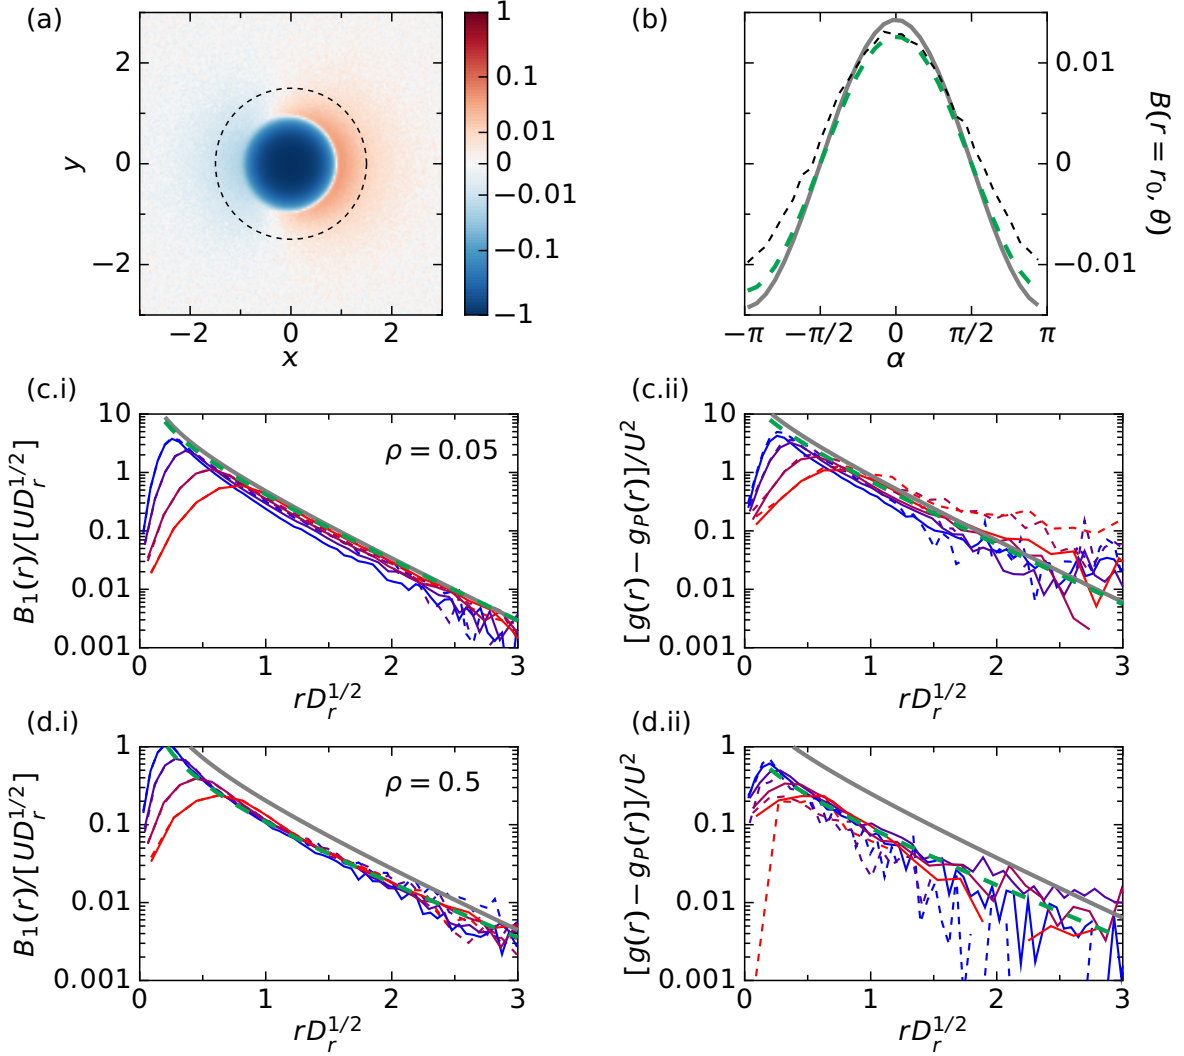 (a)
2
0
−2
y
−2
0
2
x
1
0.1
0.01
0
−0.01
−0.1
−1
(b)
0.01
0
−0.01
B(r = r₀, θ)
−π
−π/2
0
π/2
π
α
(c.i)
10
1
0.1
0.01
0.001
B₁(r)/[UD_r^{1/2}]
ρ = 0.05
0
1
2
3
rD_r^{1/2}
(c.ii)
10
1
0.1
0.01
0.001
[g(r) − g_P(r)]/U²
0
1
2
3
rD_r^{1/2}
(d.i)
1
0.1
0.01
0.001
B₁(r)/[UD_r^{1/2}]
ρ = 0.5
0
1
2
3
rD_r^{1/2}
(d.ii)
1
0.1
0.01
0.001
[g(r) − g_P(r)]/U²
0
1
2
3
rD_r^{1/2}